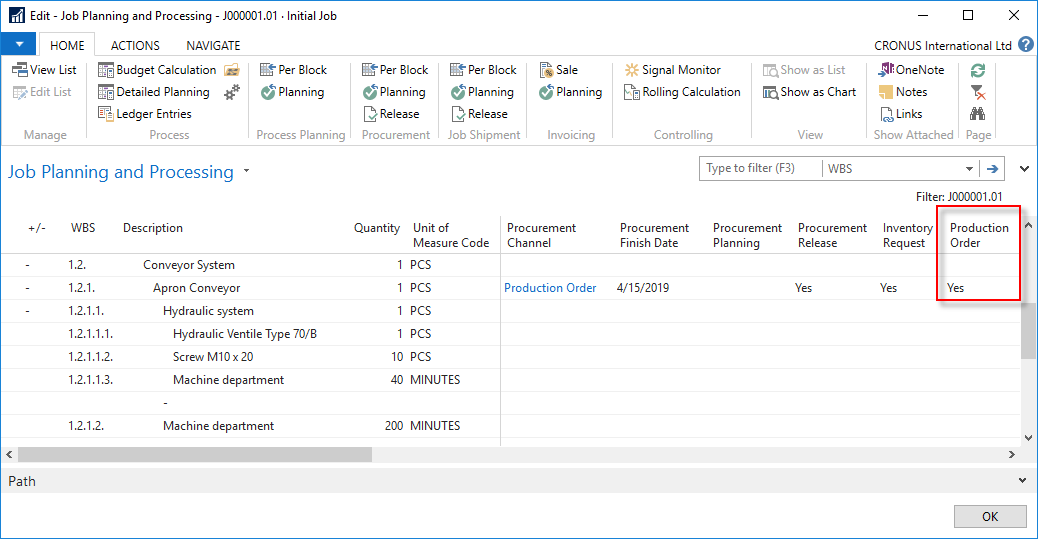 Edit - Job Planning and Processing - J000001.01 · Initial Job
HOME ACTIONS NAVIGATE CRONUS International Ltd ?
View List Budget Calculation Per Block Per Block Per Block Sale Signal Monitor Show as List OneNote
Edit List Detailed Planning Planning Planning Planning Planning Rolling Calculation Show as Chart Notes
Ledger Entries Release Release Links
Manage Process Process Planning Procurement Job Shipment Invoicing Controlling View Show Attached Page
Job Planning and Processing Type to filter (F3) WBS
Filter: J000001.01
+/- WBS Description Quantity Unit of Measure Code Procurement Channel Procurement Finish Date Procurement Planning Procurement Release Inventory Request Production Order
- 1.2. Conveyor System 1 PCS
- 1.2.1. Apron Conveyor 1 PCS Production Order 4/15/2019 Yes Yes Yes
- 1.2.1.1. Hydraulic system 1 PCS
1.2.1.1.1. Hydraulic Ventile Type 70/B 1 PCS
1.2.1.1.2. Screw M10 x 20 10 PCS
1.2.1.1.3. Machine department 40 MINUTES
-
1.2.1.2. Machine department 200 MINUTES
Path
OK